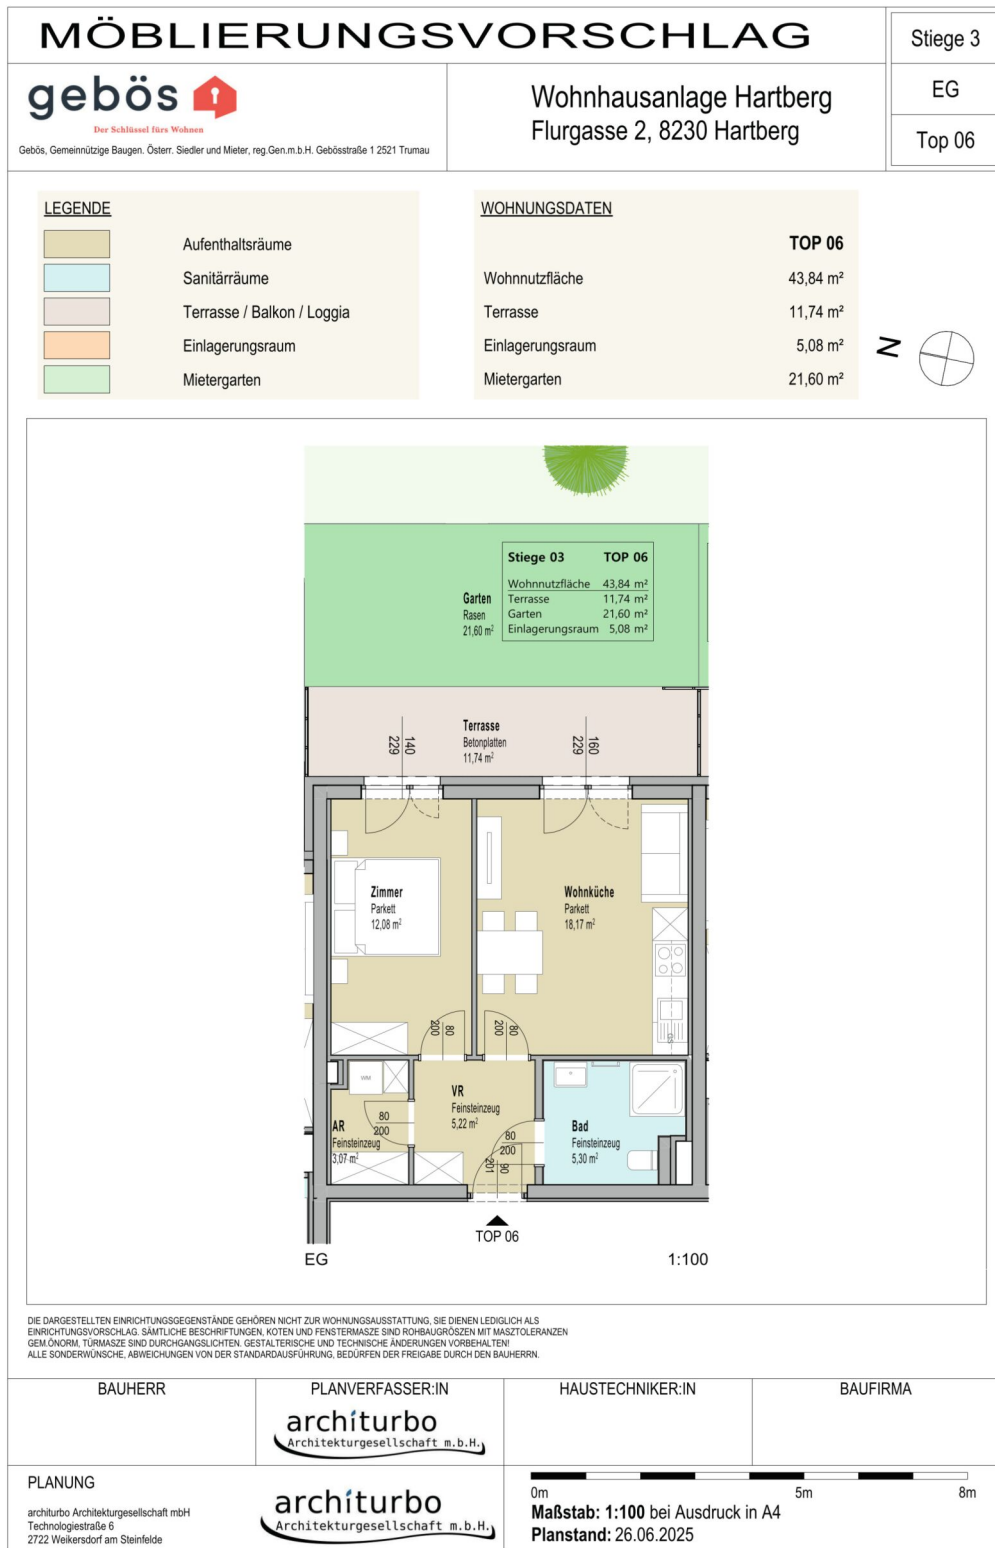 MÖBLIERUNGSVORSCHLAG
Stiege 3
EG
Top 06
gebös
Der Schlüssel fürs Wohnen
Gebös, Gemeinnützige Baugen. Österr. Siedler und Mieter, reg.Gen.m.b.H. Gebösstraße 1 2521 Trumau
Wohnhausanlage Hartberg
Flurgasse 2, 8230 Hartberg
LEGENDE
Aufenthaltsräume
Sanitärräume
Terrasse / Balkon / Loggia
Einlagerungsraum
Mietergarten
WOHNUNGSDATEN
TOP 06
Wohnnutzfläche 43,84 m²
Terrasse 11,74 m²
Einlagerungsraum 5,08 m²
Mietergarten 21,60 m²
N
Stiege 03 TOP 06
Wohnnutzfläche 43,84 m²
Terrasse 11,74 m²
Garten 21,60 m²
Einlagerungsraum 5,08 m²
Garten
Rasen
21,60 m²
Terrasse
Betonplatten
11,74 m²
140
229
160
229
Zimmer
Parkett
12,08 m²
Wohnküche
Parkett
18,17 m²
80
200
80
200
GS
WM
VR
Feinsteinzeug
5,22 m²
80
200
AR
Feinsteinzeug
3,07 m²
Bad
Feinsteinzeug
5,30 m²
80
200
90
201
TOP 06
EG
1:100
DIE DARGESTELLTEN EINRICHTUNGSGEGENSTÄNDE GEHÖREN NICHT ZUR WOHNUNGSAUSSTATTUNG, SIE DIENEN LEDIGLICH ALS
EINRICHTUNGSVORSCHLAG. SÄMTLICHE BESCHRIFTUNGEN, KOTEN UND FENSTERMASZE SIND ROHBAUGRÖSZEN MIT MASZTOLERANZEN
GEM.ÖNORM, TÜRMASZE SIND DURCHGANGSLICHTEN. GESTALTERISCHE UND TECHNISCHE ÄNDERUNGEN VORBEHALTEN!
ALLE SONDERWÜNSCHE, ABWEICHUNGEN VON DER STANDARDAUSFÜHRUNG, BEDÜRFEN DER FREIGABE DURCH DEN BAUHERRN.
BAUHERR
PLANVERFASSER:IN
architurbo
Architekturgesellschaft m.b.H.
HAUSTECHNIKER:IN
BAUFIRMA
PLANUNG
architurbo Architekturgesellschaft mbH
Technologiestraße 6
2722 Weikersdorf am Steinfelde
architurbo
Architekturgesellschaft m.b.H.
0m 5m 8m
Maßstab: 1:100 bei Ausdruck in A4
Planstand: 26.06.2025